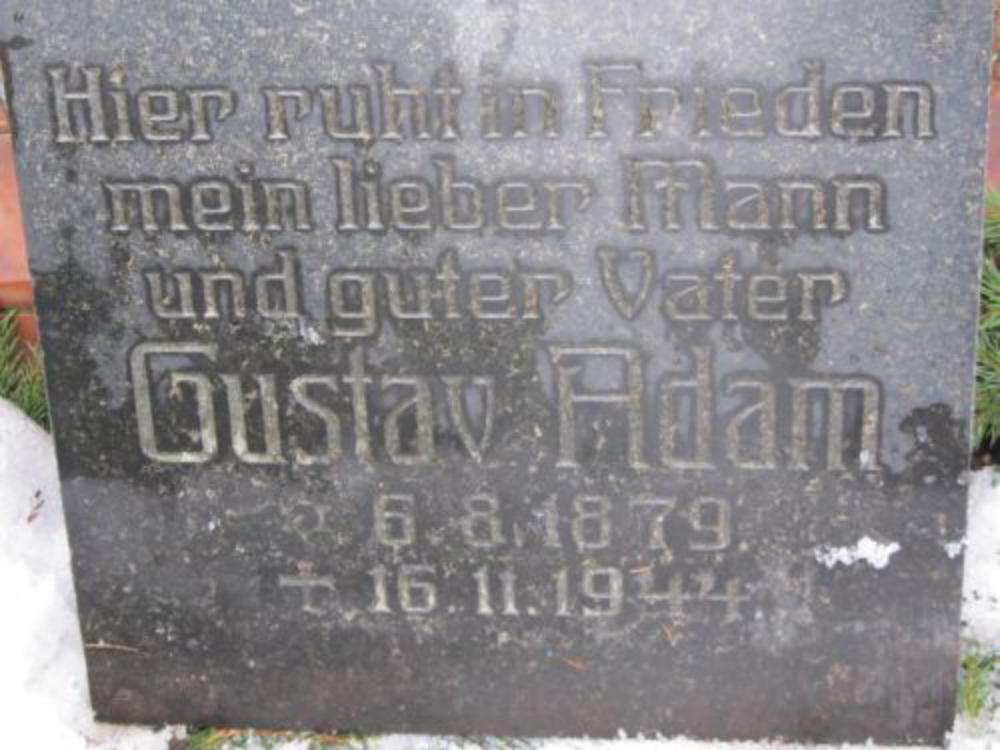 Hier ruht in Frieden
mein lieber Mann
und guter Vater
Gustav Adam
* 6.8.1879
† 16.11.1944